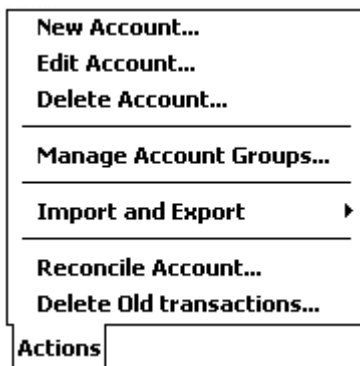 New Account...
Edit Account...
Delete Account...
Manage Account Groups...
Import and Export
Reconcile Account...
Delete Old transactions...
Actions